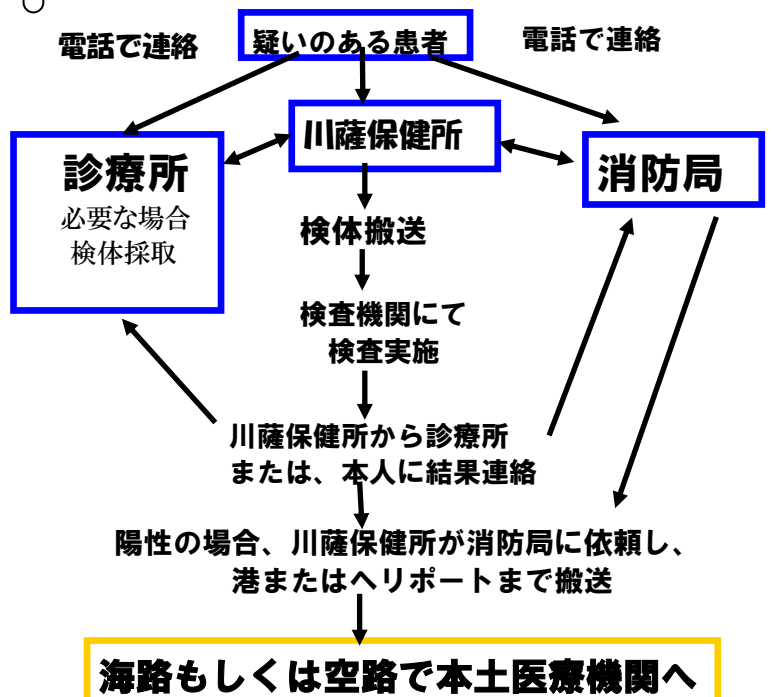 電話で連絡
疑いのある患者
電話で連絡
川薩保健所
診療所
必要な場合
検体採取
消防局
検体搬送
検査機関にて
検査実施
川薩保健所から診療所
または、本人に結果連絡
陽性の場合、川薩保健所が消防局に依頼し、
港またはヘリポートまで搬送
海路もしくは空路で本土医療機関へ